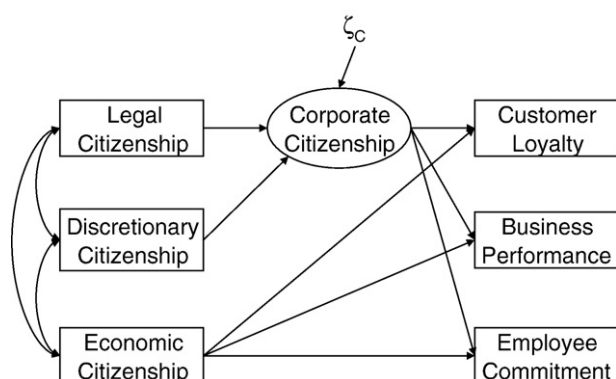 ζC
Legal
Citizenship
Corporate
Citizenship
Customer
Loyalty
Discretionary
Citizenship
Business
Performance
Economic
Citizenship
Employee
Commitment